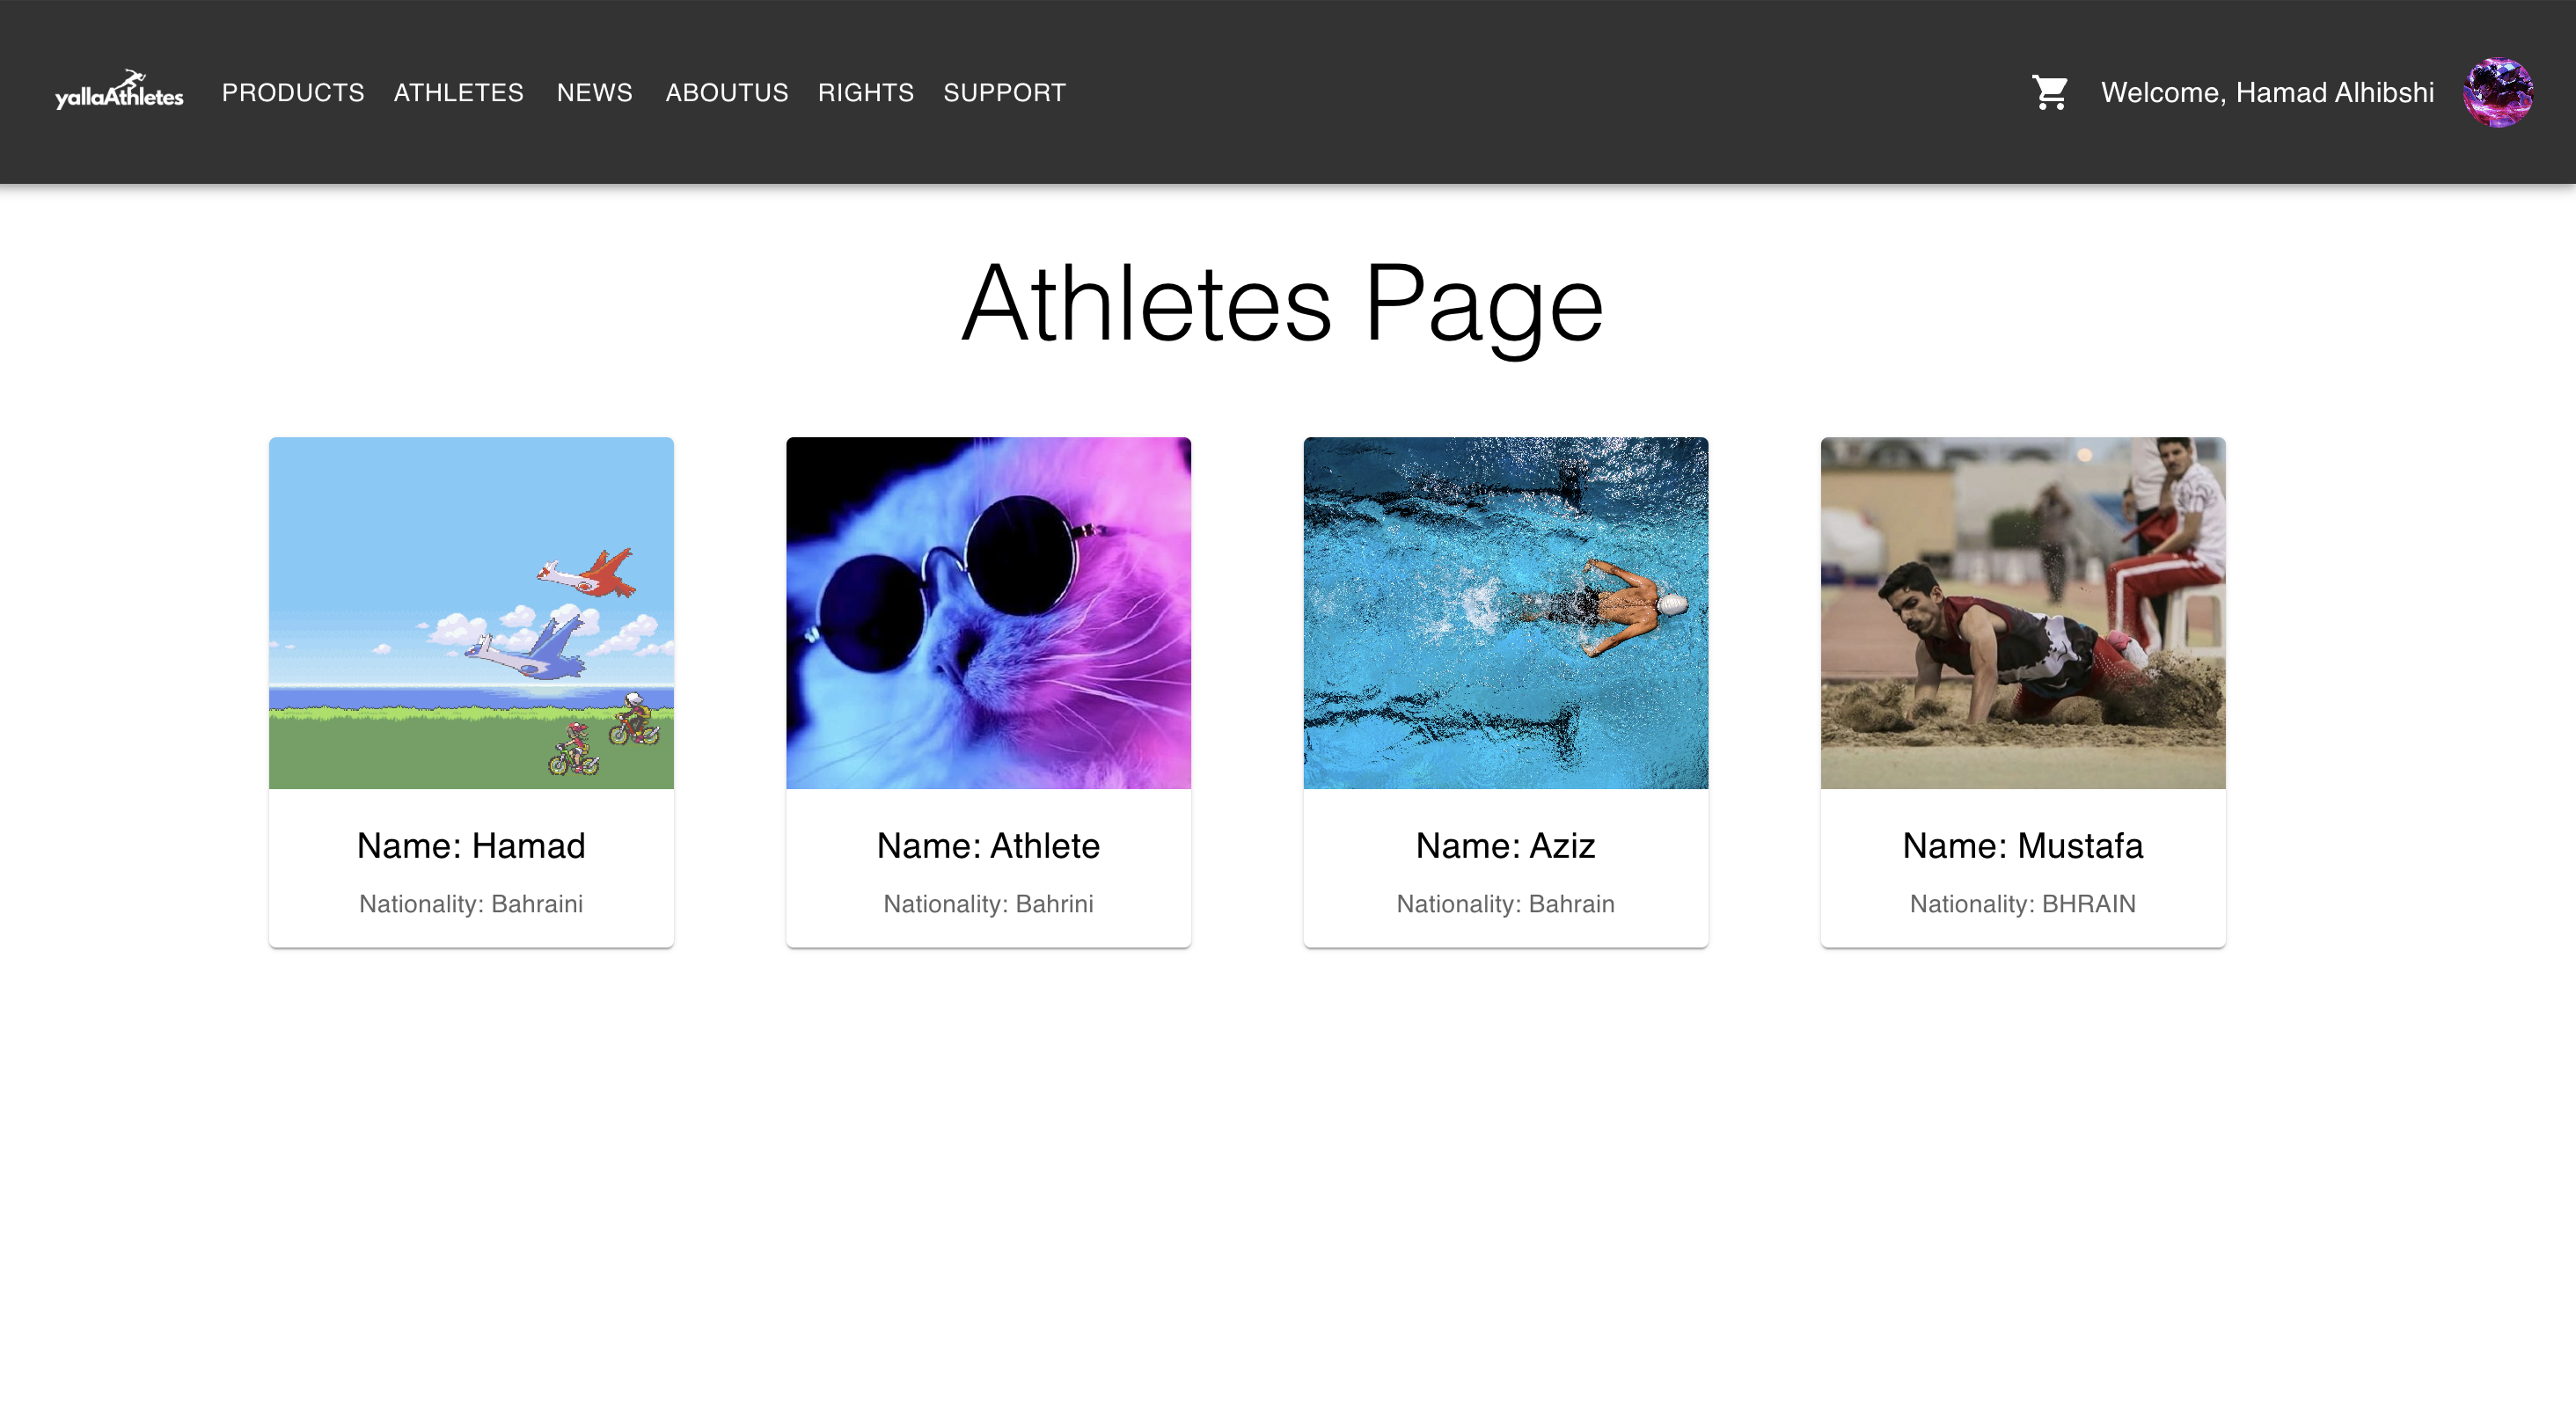 yallaAthletes PRODUCTS ATHLETES NEWS ABOUTUS RIGHTS SUPPORT Welcome, Hamad Alhibshi
Athletes Page
Name: Hamad
Nationality: Bahraini
Name: Athlete
Nationality: Bahrini
Name: Aziz
Nationality: Bahrain
Name: Mustafa
Nationality: BHRAIN